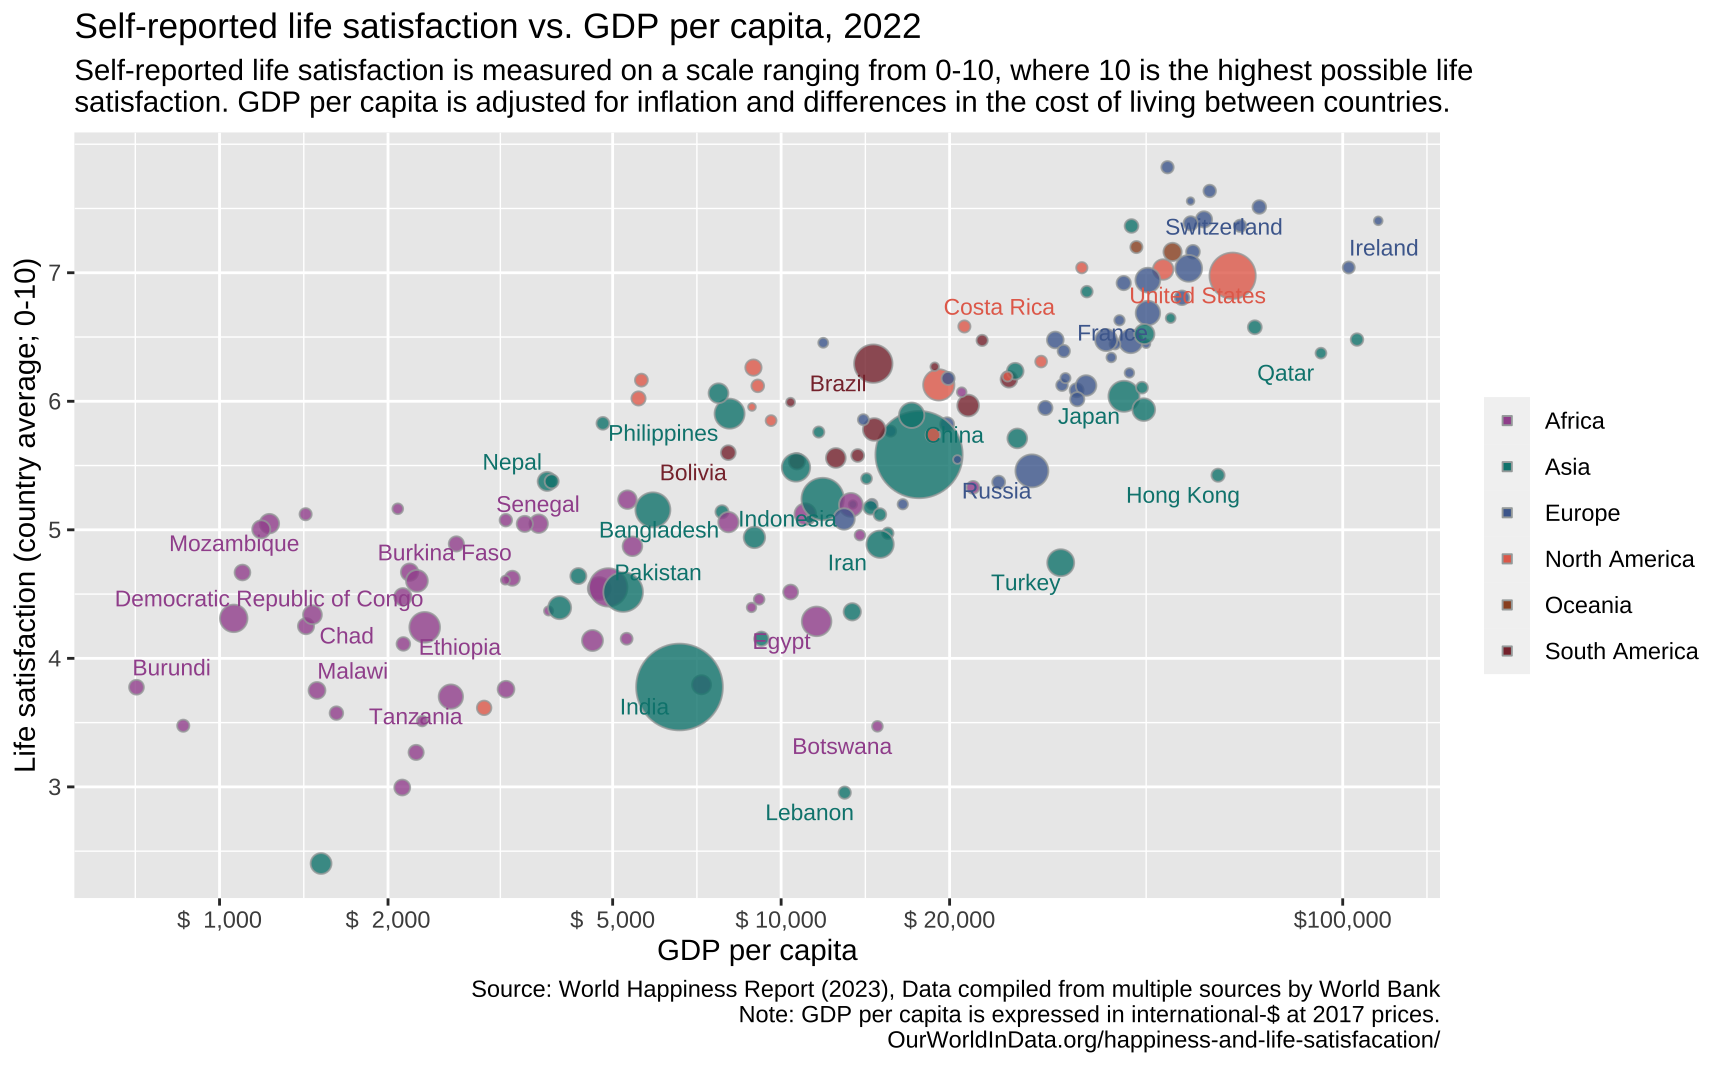 Self-reported life satisfaction vs. GDP per capita, 2022
Self-reported life satisfaction is measured on a scale ranging from 0-10, where 10 is the highest possible life
satisfaction. GDP per capita is adjusted for inflation and differences in the cost of living between countries.
Life satisfaction (country average; 0-10)
7
6
5
4
3
Switzerland
Ireland
United States
Costa Rica
France
Qatar
Brazil
Japan
Philippines
China
Nepal
Bolivia
Russia
Hong Kong
Senegal
Indonesia
Bangladesh
Mozambique
Burkina Faso
Iran
Pakistan
Turkey
Democratic Republic of Congo
Chad
Ethiopia
Egypt
Burundi
Malawi
India
Tanzania
Botswana
Lebanon
$ 1,000
$ 2,000
$ 5,000
$ 10,000
$ 20,000
$100,000
GDP per capita
Africa
Asia
Europe
North America
Oceania
South America
Source: World Happiness Report (2023), Data compiled from multiple sources by World Bank
Note: GDP per capita is expressed in international-$ at 2017 prices.
OurWorldInData.org/happiness-and-life-satisfacation/